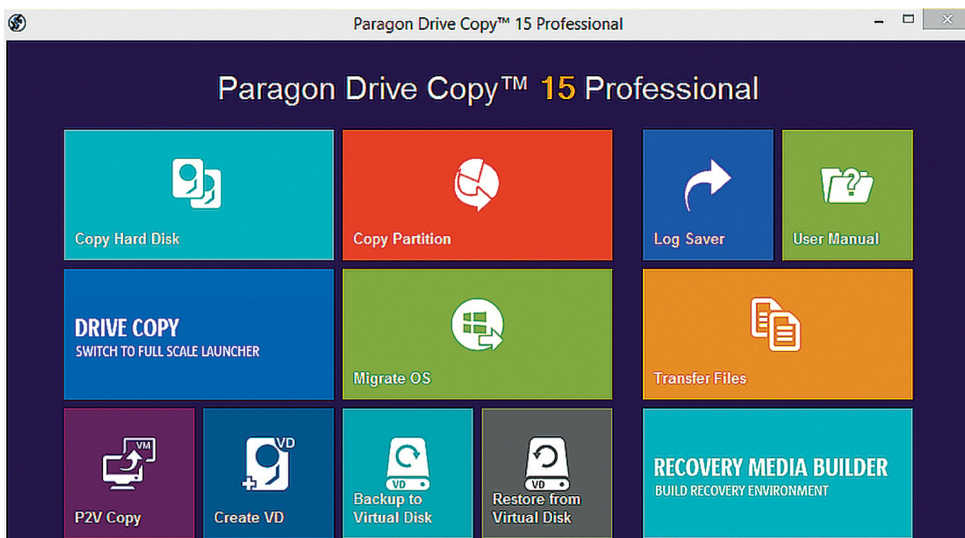 Paragon Drive Copy™ 15 Professional
Paragon Drive Copy™ 15 Professional
Copy Hard Disk
Copy Partition
Log Saver
User Manual
?
DRIVE COPY
SWITCH TO FULL SCALE LAUNCHER
Migrate OS
Transfer Files
VM
P2V Copy
VD
Create VD
VD
Backup to
Virtual Disk
VD
Restore from
Virtual Disk
RECOVERY MEDIA BUILDER
BUILD RECOVERY ENVIRONMENT